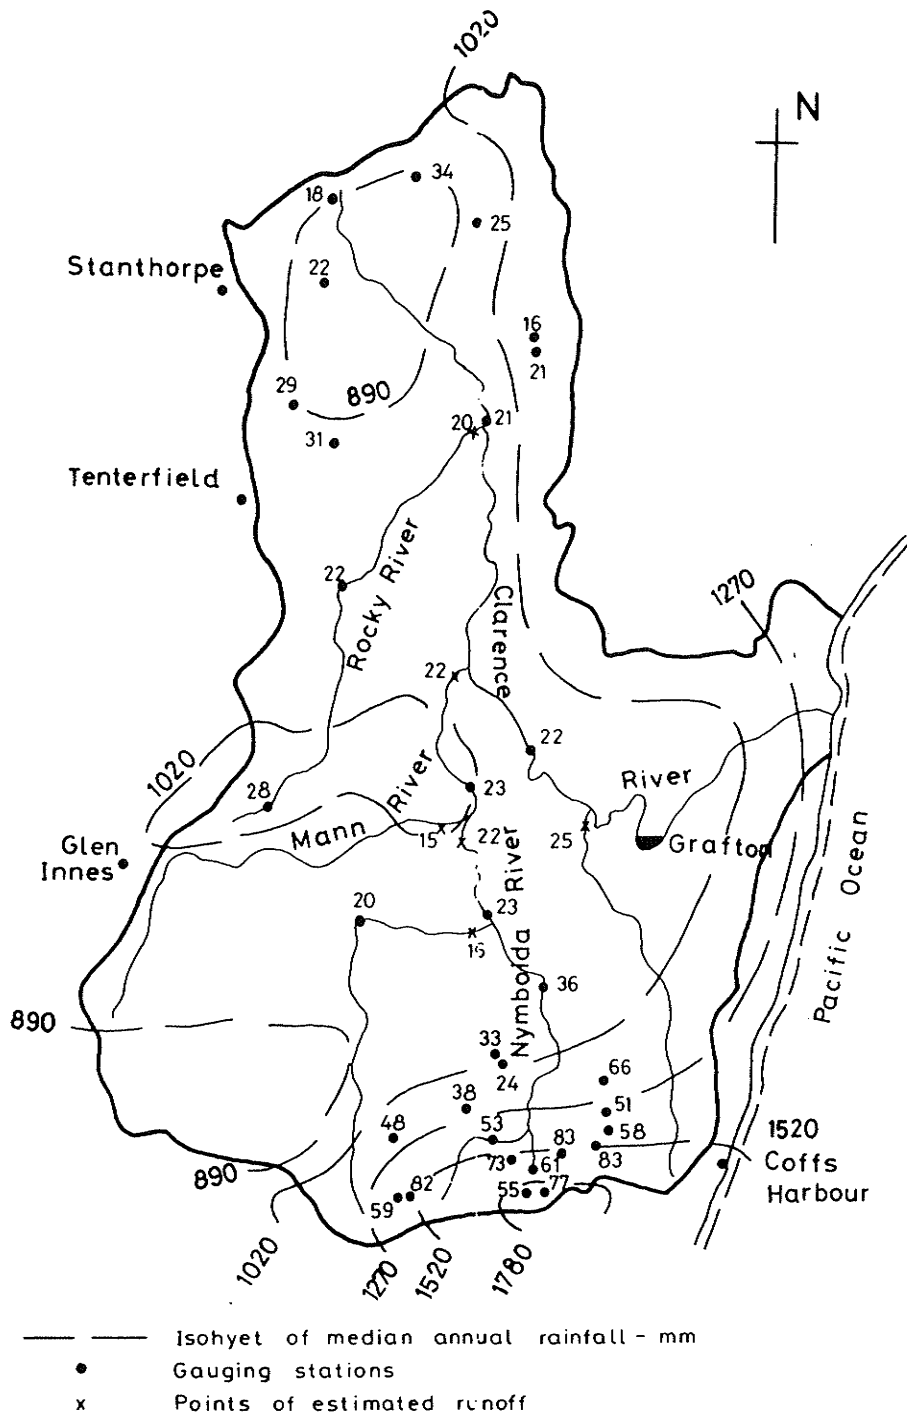 1020
N
34
18
25
Stanthorpe
22
16
21
29
890
20
21
31
Tenterfield
22
Rocky River
Clarence
1270
22
22
1020
River
River
23
28
Mann
15
22
25
Grafton
Glen
Innes
River
20
23
16
Nymboida
36
Pacific Ocean
890
33
24
66
38
51
48
53
58
83
83
1520
Coffs
Harbour
73
61
890
82
55
77
59
1020
1270
1520
1780
Isohyet of median annual rainfall - mm
Gauging stations
x Points of estimated runoff